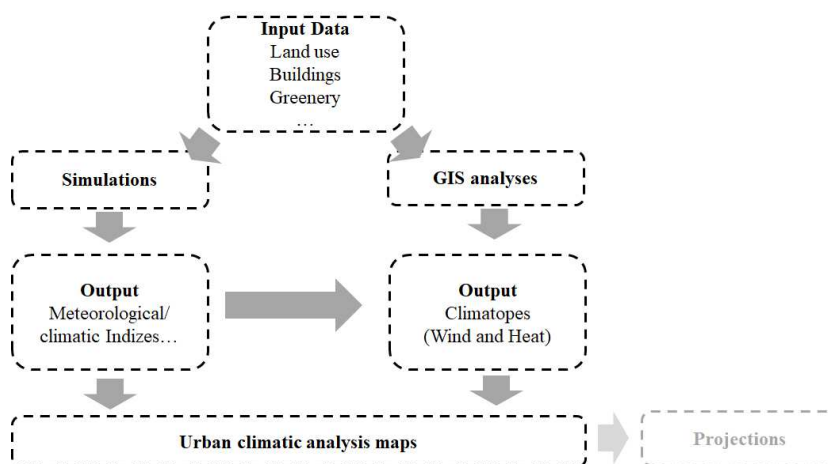 Input Data
Land use
Buildings
Greenery
…
Simulations
GIS analyses
Output
Meteorological/
climatic Indizes…
Output
Climatopes
(Wind and Heat)
Urban climatic analysis maps
Projections